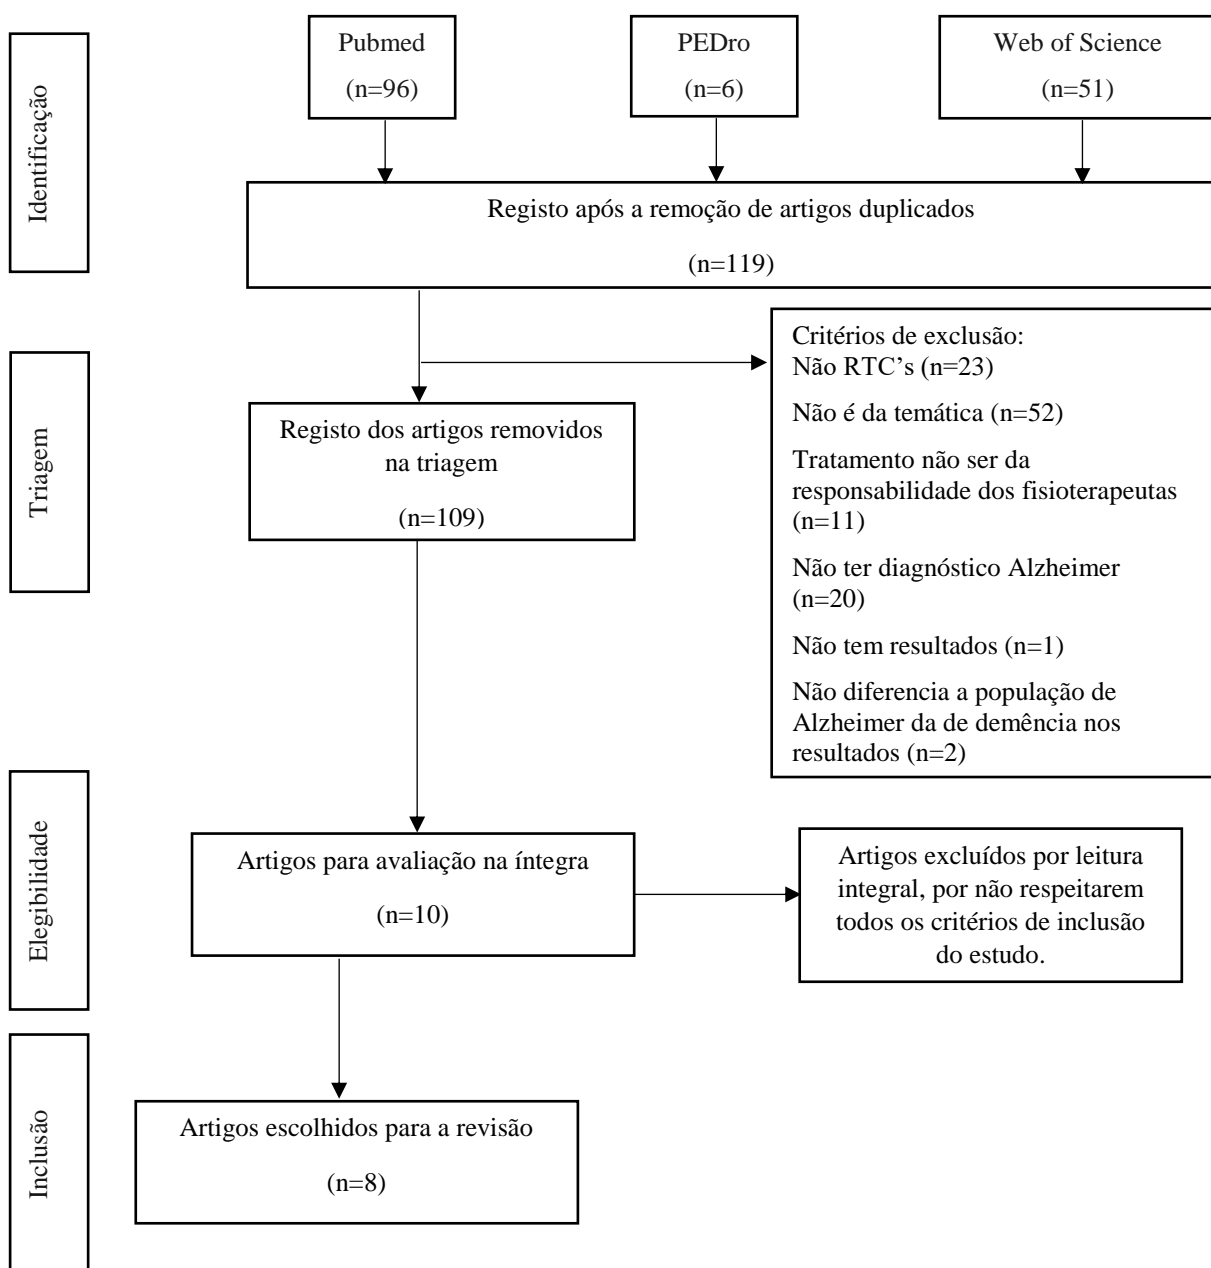 Identificação
Pubmed
(n=96)
PEDro
(n=6)
Web of Science
(n=51)
Registo após a remoção de artigos duplicados
(n=119)
Triagem
Registo dos artigos removidos
na triagem
(n=109)
Critérios de exclusão:
Não RTC’s (n=23)
Não é da temática (n=52)
Tratamento não ser da
responsabilidade dos fisioterapeutas
(n=11)
Não ter diagnóstico Alzheimer
(n=20)
Não tem resultados (n=1)
Não diferencia a população de
Alzheimer da de demência nos
resultados (n=2)
Elegibilidade
Artigos para avaliação na íntegra
(n=10)
Artigos excluídos por leitura
integral, por não respeitarem
todos os critérios de inclusão
do estudo.
Inclusão
Artigos escolhidos para a revisão
(n=8)